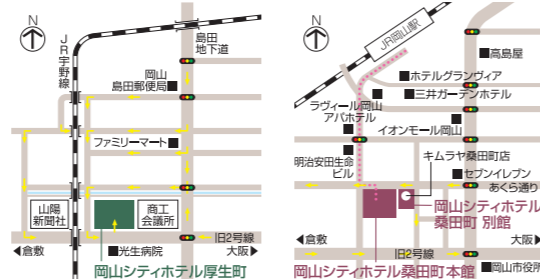 N
JR宇野線
島田
地下道
岡山
島田郵便局
ファミリーマート
山陽
新聞社
商工
会議所
倉敷
光生病院
旧2号線
大阪
岡山シティホテル厚生町
N
JR岡山駅
高島屋
ホテルグランヴィア
三井ガーデンホテル
ラヴィール岡山
アパホテル
イオンモール岡山
明治安田生命
ビル
キムラヤ桑田町店
セブンイレブン
あくら通り
岡山シティホテル
桑田町 別館
倉敷
旧2号線
大阪
岡山シティホテル桑田町本館
岡山市役所